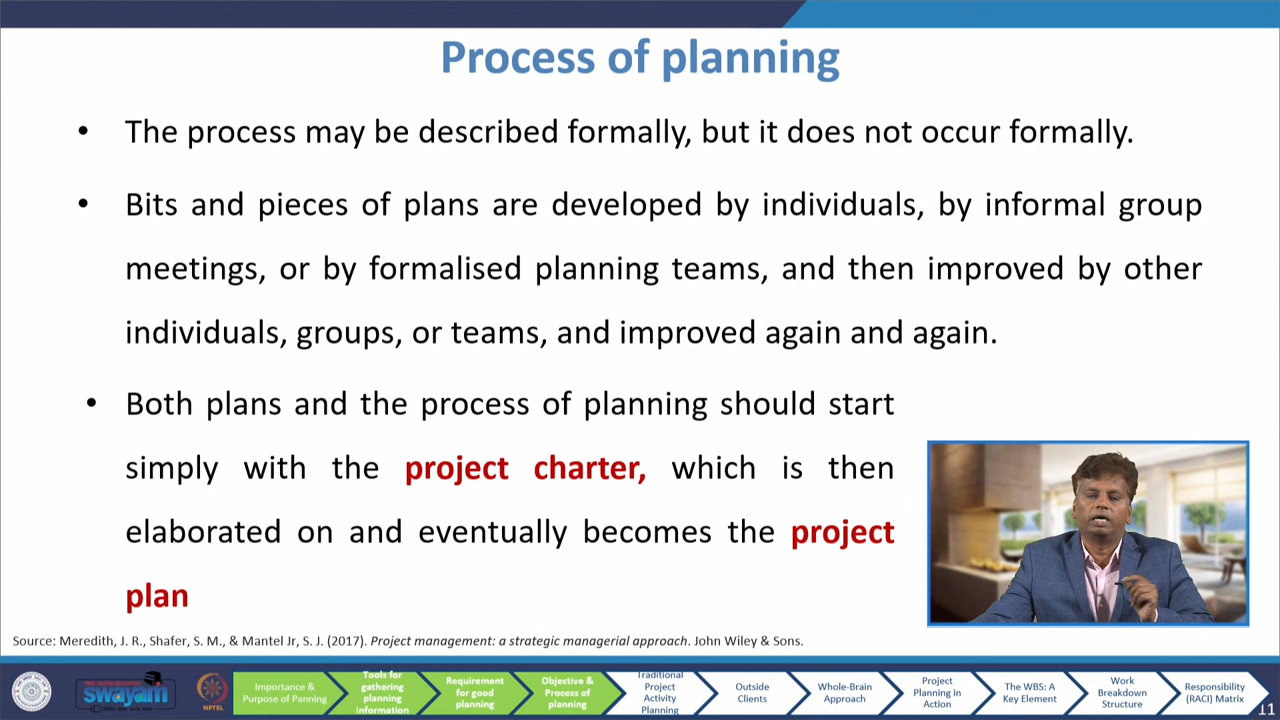 Process of planning
• The process may be described formally, but it does not occur formally.
• Bits and pieces of plans are developed by individuals, by informal group
meetings, or by formalised planning teams, and then improved by other
individuals, groups, or teams, and improved again and again.
• Both plans and the process of planning should start
simply with the project charter, which is then
elaborated on and eventually becomes the project
plan
Source: Meredith, J. R., Shafer, S. M., & Mantel Jr, S. J. (2017). Project management: a strategic managerial approach. John Wiley & Sons.
swayam
NPTEL
Importance &
Purpose of Panning
Tools for
gathering
planning
information
Requirement
for good
planning
Objective &
Process of
planning
Traditional
Project
Activity
Planning
Outside
Clients
Whole-Brain
Approach
Project
Planning in
Action
The WBS: A
Key Element
Work
Breakdown
Structure
Responsibility
(RACI) Matrix
11